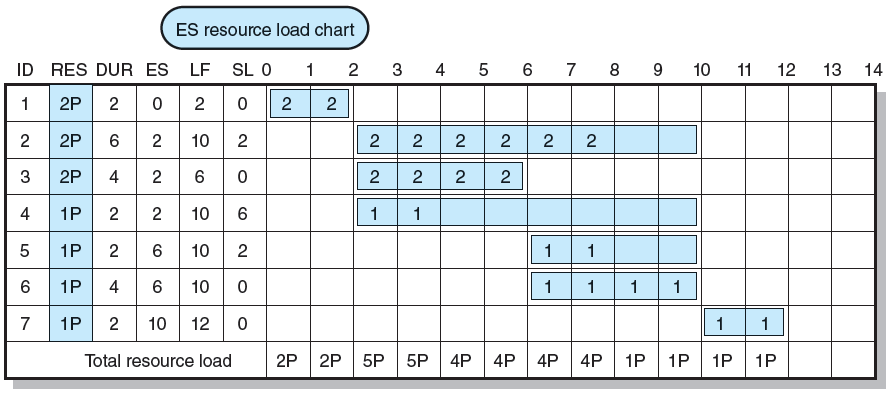 ES resource load chart
ID RES DUR ES LF SL 0 1 2 3 4 5 6 7 8 9 10 11 12 13 14
1 2P 2 0 2 0 2 2
2 2P 6 2 10 2 2 2 2 2 2 2
3 2P 4 2 6 0 2 2 2 2
4 1P 2 2 10 6 1 1
5 1P 2 6 10 2 1 1
6 1P 4 6 10 0 1 1 1 1
7 1P 2 10 12 0 1 1
Total resource load 2P 2P 5P 5P 4P 4P 4P 4P 1P 1P 1P 1P